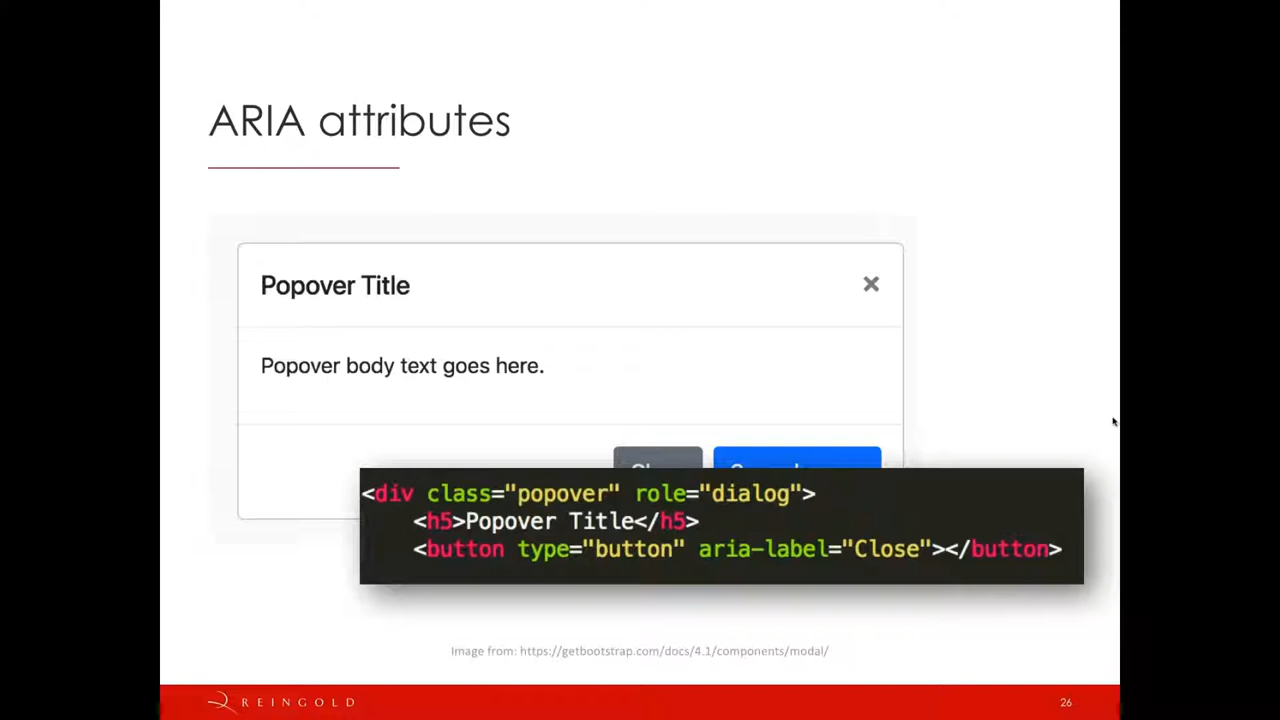 ARIA attributes
Popover Title
Popover body text goes here.
<div class="popover" role="dialog">
<h5>Popover Title</h5>
<button type="button" aria-label="Close"></button>
Image from: https://getbootstrap.com/docs/4.1/components/modal/
REINGOLD
26